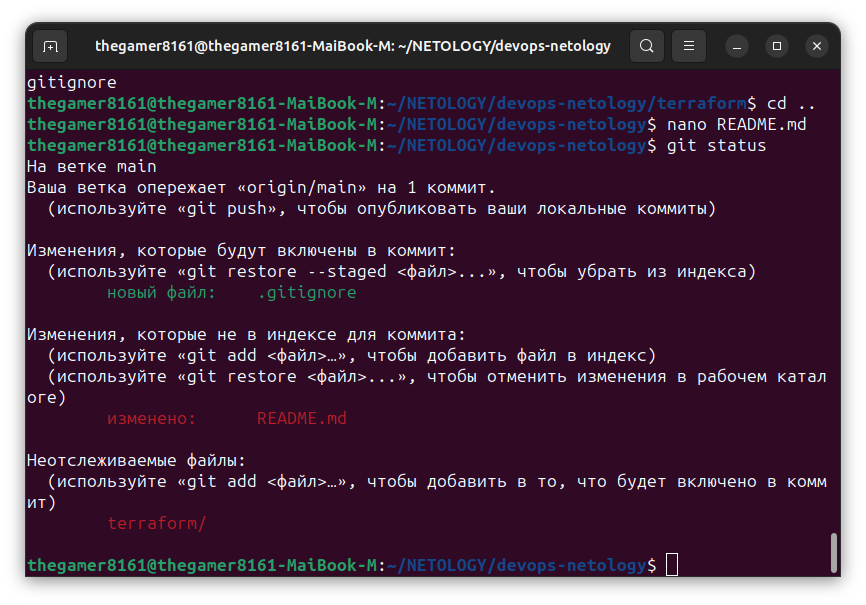 thegamer8161@thegamer8161-MaiBook-M: ~/NETOLOGY/devops-netology
gitignore
thegamer8161@thegamer8161-MaiBook-M:~/NETOLOGY/devops-netology/terraform$ cd ..
thegamer8161@thegamer8161-MaiBook-M:~/NETOLOGY/devops-netology$ nano README.md
thegamer8161@thegamer8161-MaiBook-M:~/NETOLOGY/devops-netology$ git status
На ветке main
Ваша ветка опережает «origin/main» на 1 коммит.
  (используйте «git push», чтобы опубликовать ваши локальные коммиты)

Изменения, которые будут включены в коммит:
  (используйте «git restore --staged <файл>...», чтобы убрать из индекса)
        новый файл:    .gitignore

Изменения, которые не в индексе для коммита:
  (используйте «git add <файл>…», чтобы добавить файл в индекс)
  (используйте «git restore <файл>...», чтобы отменить изменения в рабочем катал
оге)
        изменено:      README.md

Неотслеживаемые файлы:
  (используйте «git add <файл>…», чтобы добавить в то, что будет включено в комм
ит)
        terraform/

thegamer8161@thegamer8161-MaiBook-M:~/NETOLOGY/devops-netology$